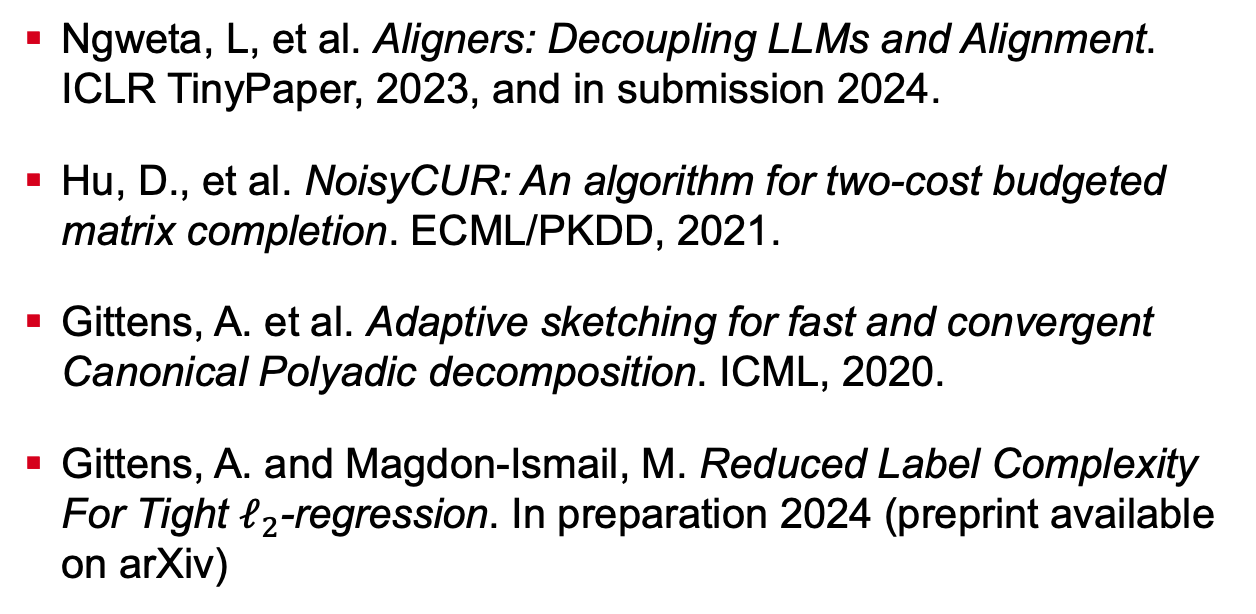 ▪ Ngweta, L, et al. Aligners: Decoupling LLMs and Alignment.
ICLR TinyPaper, 2023, and in submission 2024.
▪ Hu, D., et al. NoisyCUR: An algorithm for two-cost budgeted
matrix completion. ECML/PKDD, 2021.
▪ Gittens, A. et al. Adaptive sketching for fast and convergent
Canonical Polyadic decomposition. ICML, 2020.
▪ Gittens, A. and Magdon-Ismail, M. Reduced Label Complexity
For Tight ℓ₂-regression. In preparation 2024 (preprint available
on arXiv)